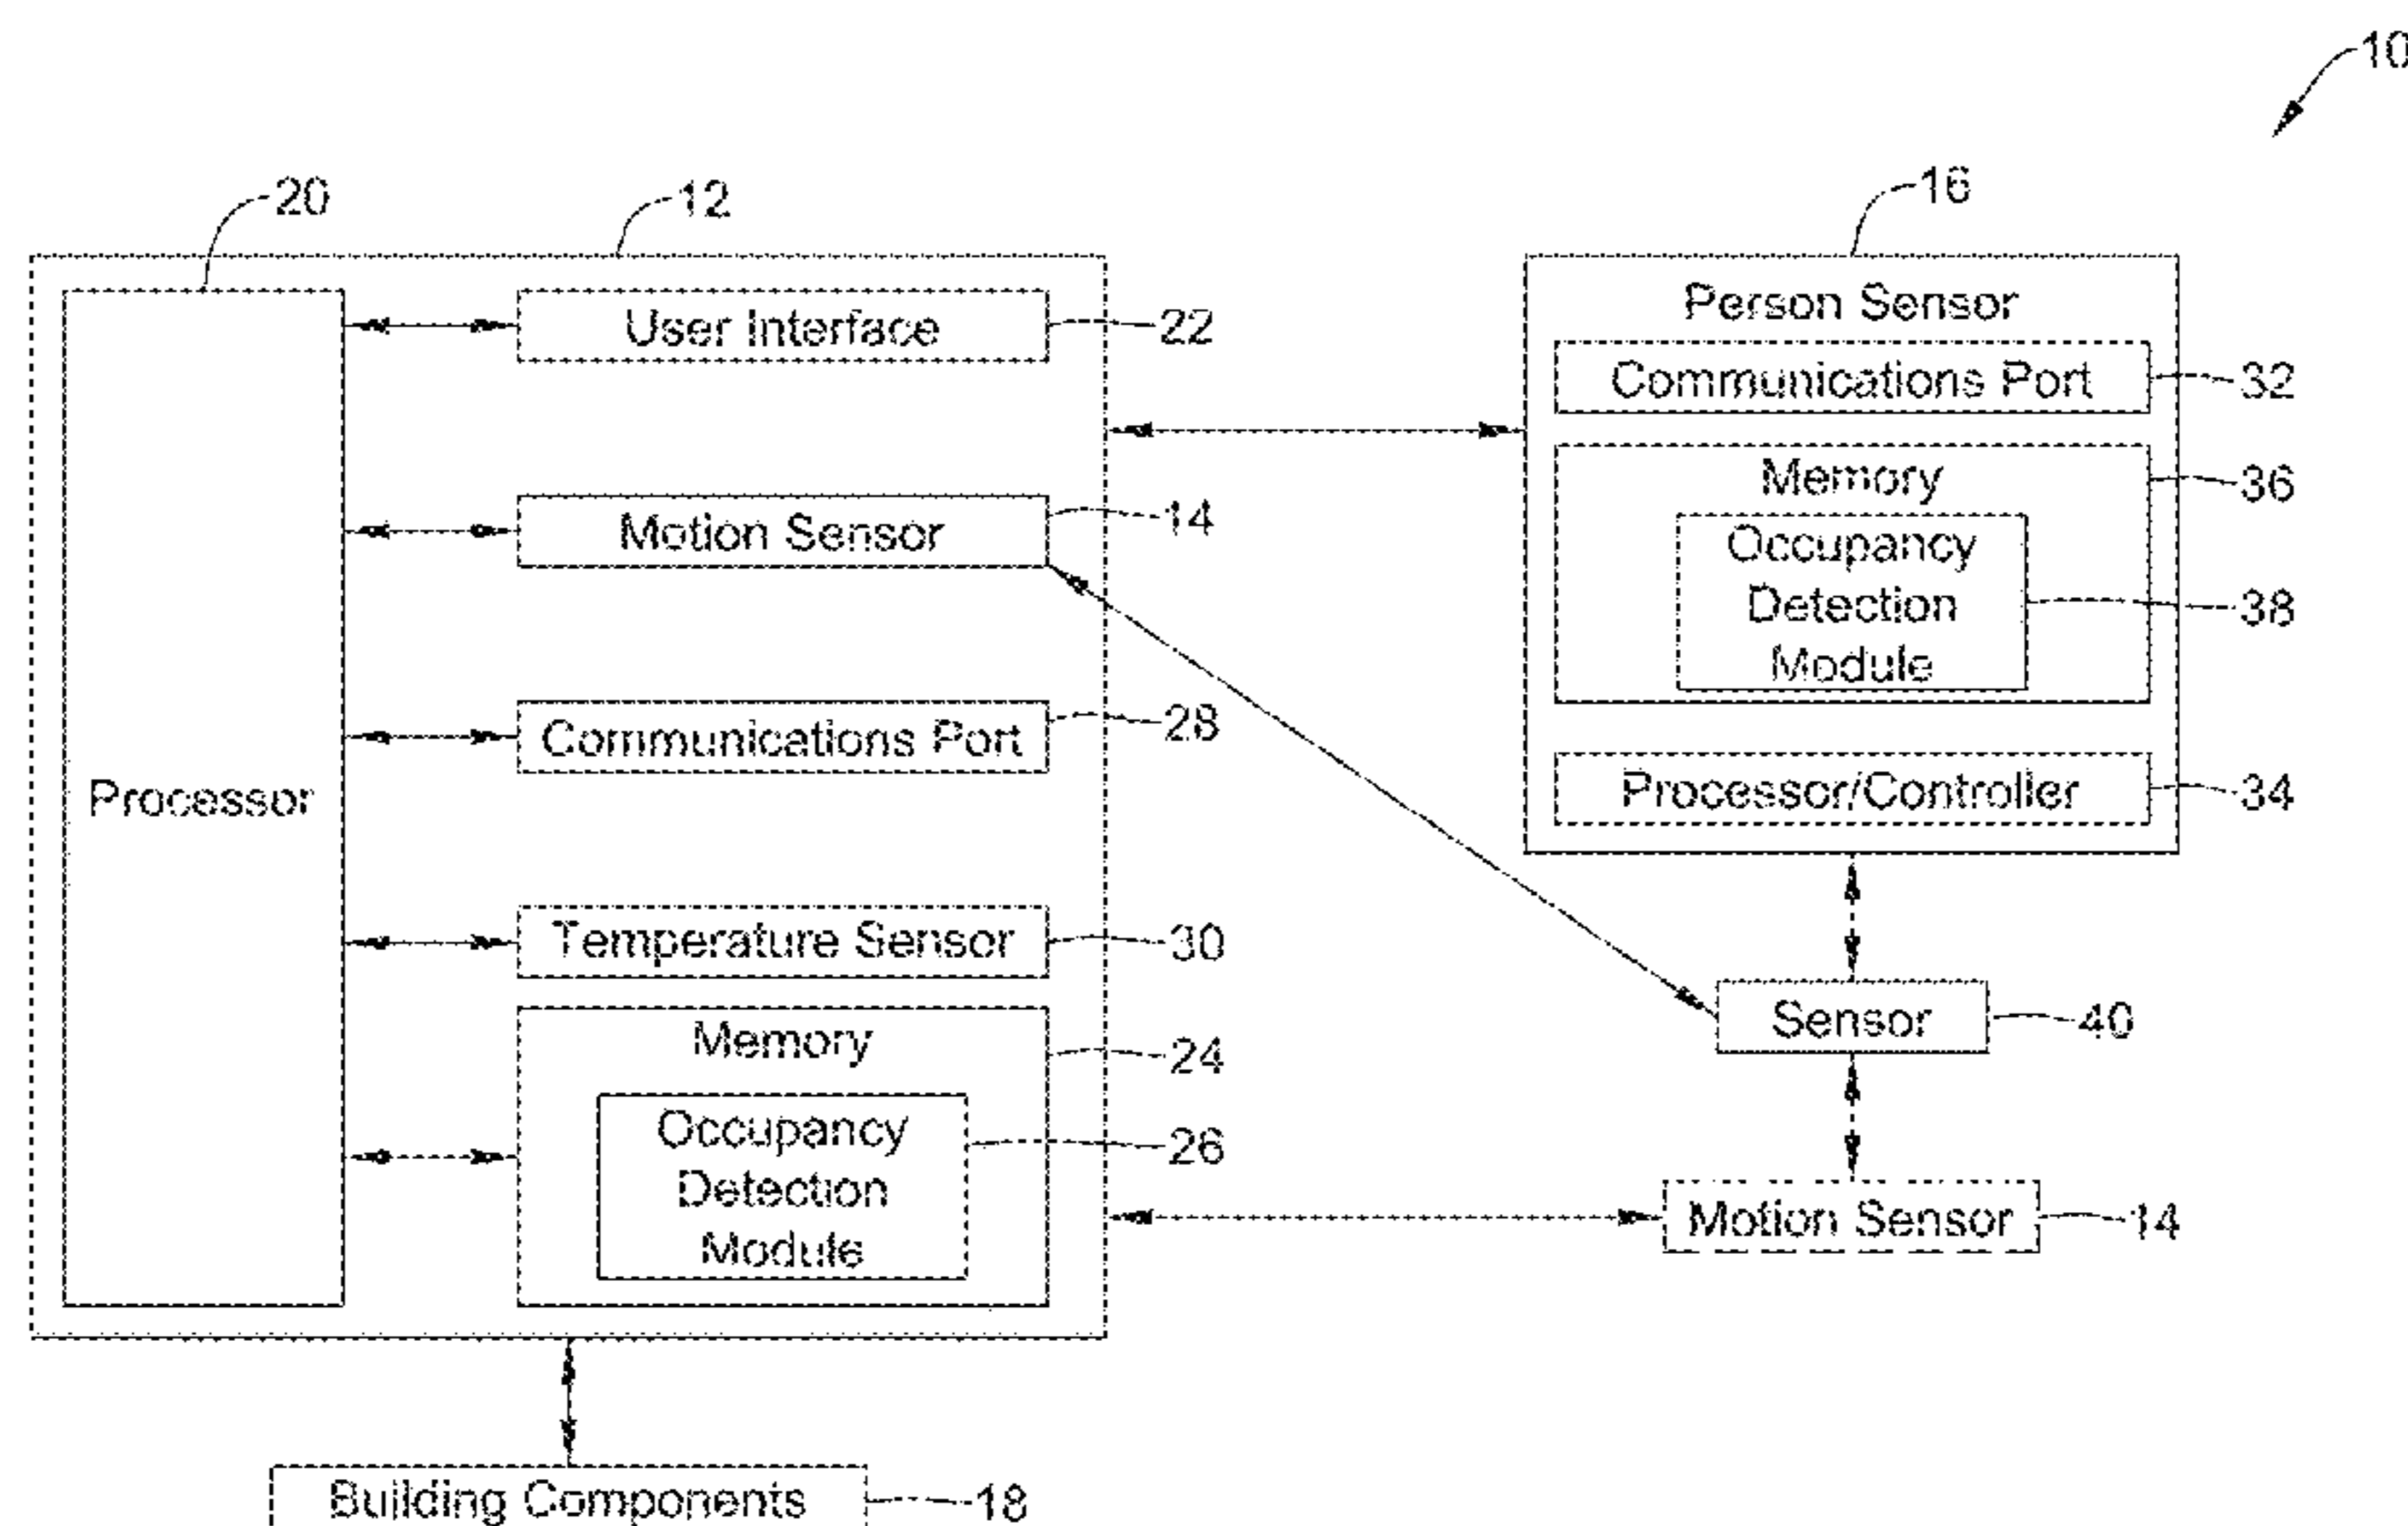 10
20
12
16
User Interface
22
Person Sensor
Communications Port
32
Memory
36
Motion Sensor
14
Occupancy
Detection
Module
38
Communications Port
28
Processor
Processor/Controller
34
Temperature Sensor
30
Sensor
40
Memory
24
Occupancy
Detection
Module
26
Motion Sensor
14
Building Components
18